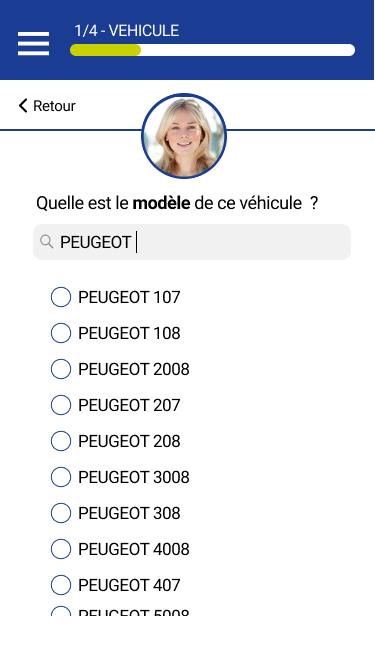 1/4 - VEHICULE
Retour
Quelle est le modèle de ce véhicule ?
PEUGEOT
PEUGEOT 107
PEUGEOT 108
PEUGEOT 2008
PEUGEOT 207
PEUGEOT 208
PEUGEOT 3008
PEUGEOT 308
PEUGEOT 4008
PEUGEOT 407
PEUGEOT 5008